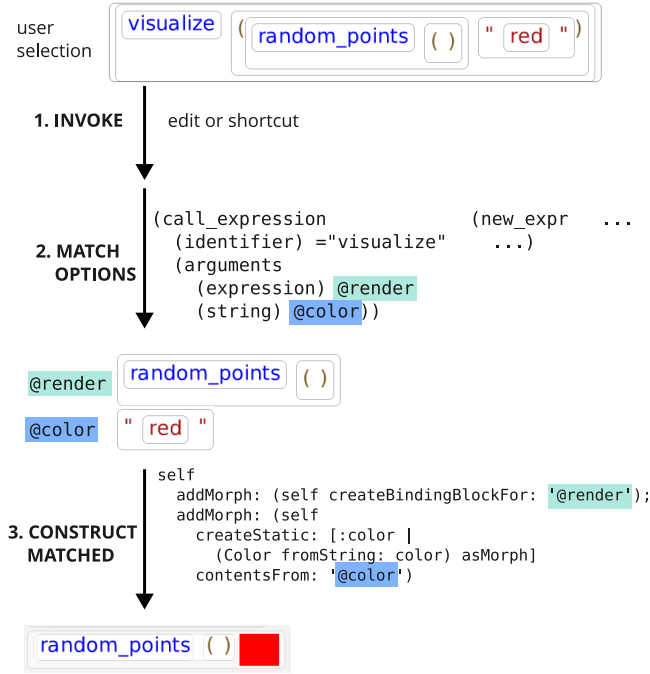 user selection
visualize ( random_points ( ) " red " )
1. INVOKE
edit or shortcut
2. MATCH OPTIONS
(call_expression (new_expr ...
(identifier) ="visualize" ...)
(arguments
(expression) @render
(string) @color))
@render random_points ( )
@color " red "
3. CONSTRUCT MATCHED
self
addMorph: (self createBindingBlockFor: '@render');
addMorph: (self
createStatic: [:color |
(Color fromString: color) asMorph]
contentsFrom: '@color')
random_points ( )